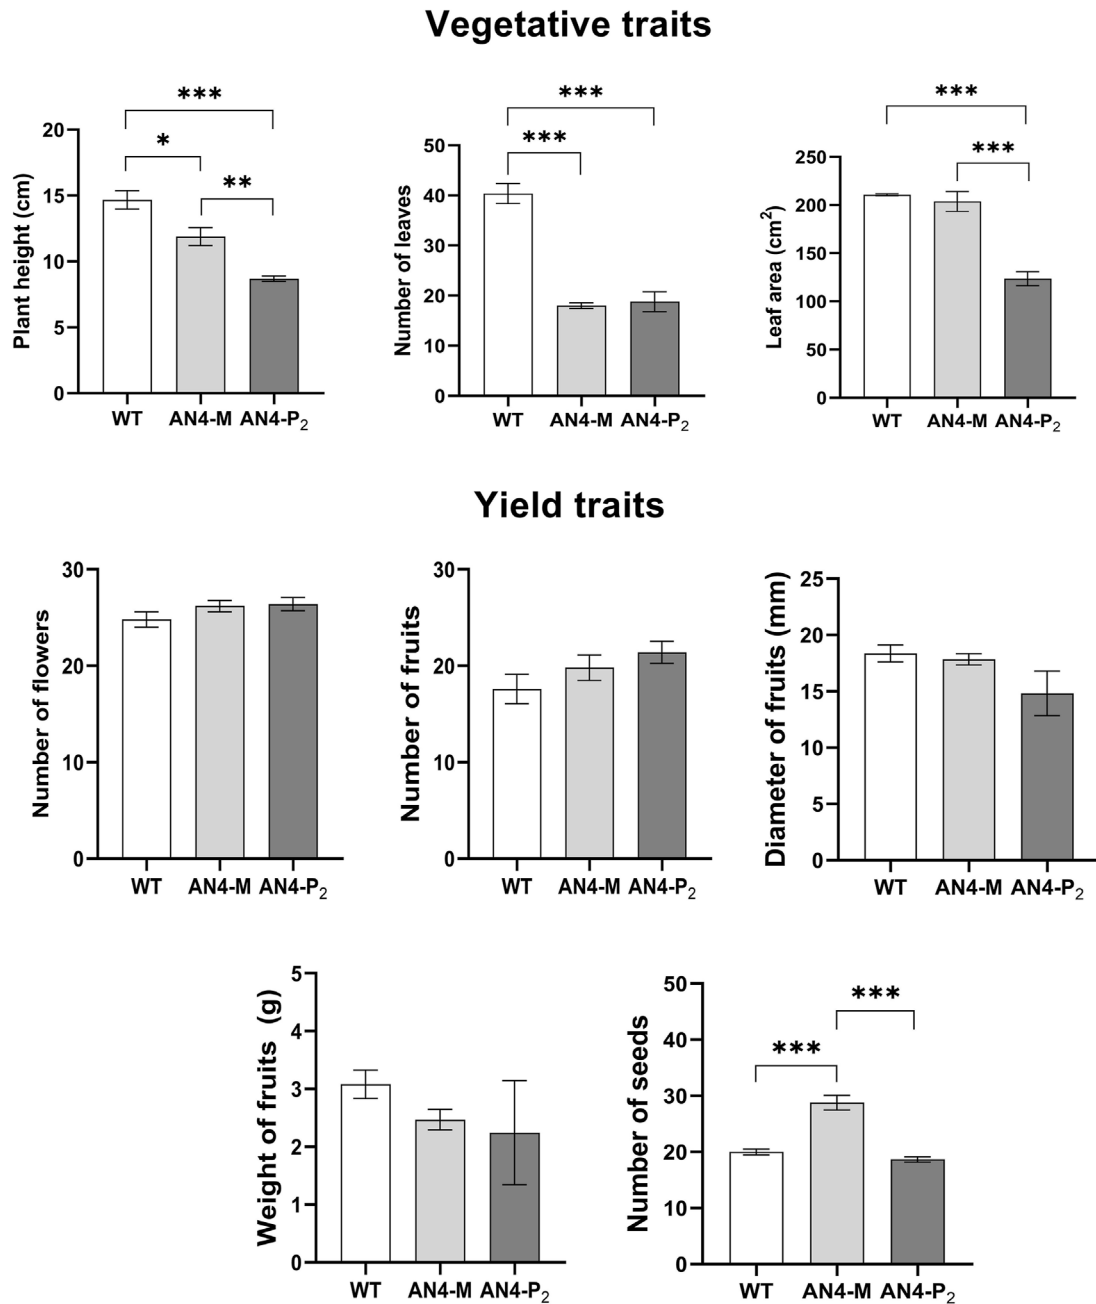 Vegetative traits
***
*
**
Plant height (cm)
20
15
10
5
0
WT AN4-M AN4-P₂
***
***
Number of leaves
50
40
30
20
10
0
WT AN4-M AN4-P₂
***
***
Leaf area (cm²)
250
200
150
100
50
0
WT AN4-M AN4-P₂
Yield traits
Number of flowers
30
20
10
0
WT AN4-M AN4-P₂
Number of fruits
30
20
10
0
WT AN4-M AN4-P₂
Diameter of fruits (mm)
25
20
15
10
5
0
WT AN4-M AN4-P₂
Weight of fruits (g)
5
4
3
2
1
0
WT AN4-M AN4-P₂
***
***
Number of seeds
50
40
30
20
10
0
WT AN4-M AN4-P₂